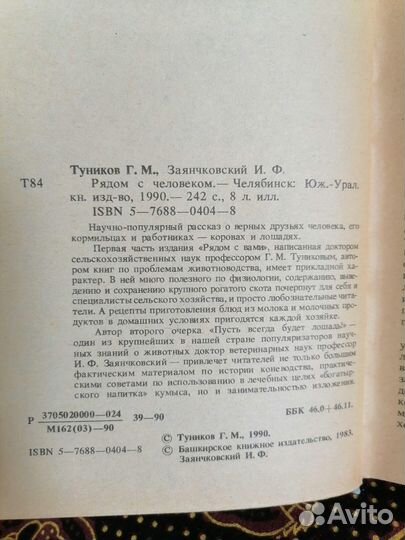 Туников Г. М., Заянчковский И. Ф.
Т84 Рядом с человеком.— Челябинск: Юж.-Урал.
кн. изд-во, 1990.— 242 с., 8 л. илл.
ISBN 5—7688—0404—8
Научно-популярный рассказ о верных друзьях человека, его
кормильцах и работниках — коровах и лошадях.
Первая часть издания «Рядом с вами», написанная доктором
сельскохозяйственных наук профессором Г. М. Туниковым, авто-
ром книг по проблемам животноводства, имеет прикладной ха-
рактер. В ней много полезного по физиологии, содержанию, выве-
дению и сохранению крупного рогатого скота почерпнут для себя и
специалисты сельского хозяйства, и просто любознательные чита-
тели. А рецепты приготовления блюд из молока и молочных про-
дуктов в домашних условиях пригодятся каждой хозяйке.
Автор второго очерка «Пусть всегда будет лошадь!» —
один из крупнейших в нашей стране популяризаторов науч-
ных знаний о животных доктор ветеринарных наук профессор
И. Ф. Заянчковский — привлечет читателей не только большим
фактическим материалом по истории коневодства, практиче-
скими советами по использованию в лечебных целях «богатыр-
ского напитка» кумыса, но и занимательностью изложения.
Р 3705020000—024 39—90
М162(03)—90
ББК 46.0+46.11.
ISBN 5—7688—0404—8
© Туников Г. М., 1990.
© Башкирское книжное издательство, 1983.
Заянчковский И. Ф.
Avito